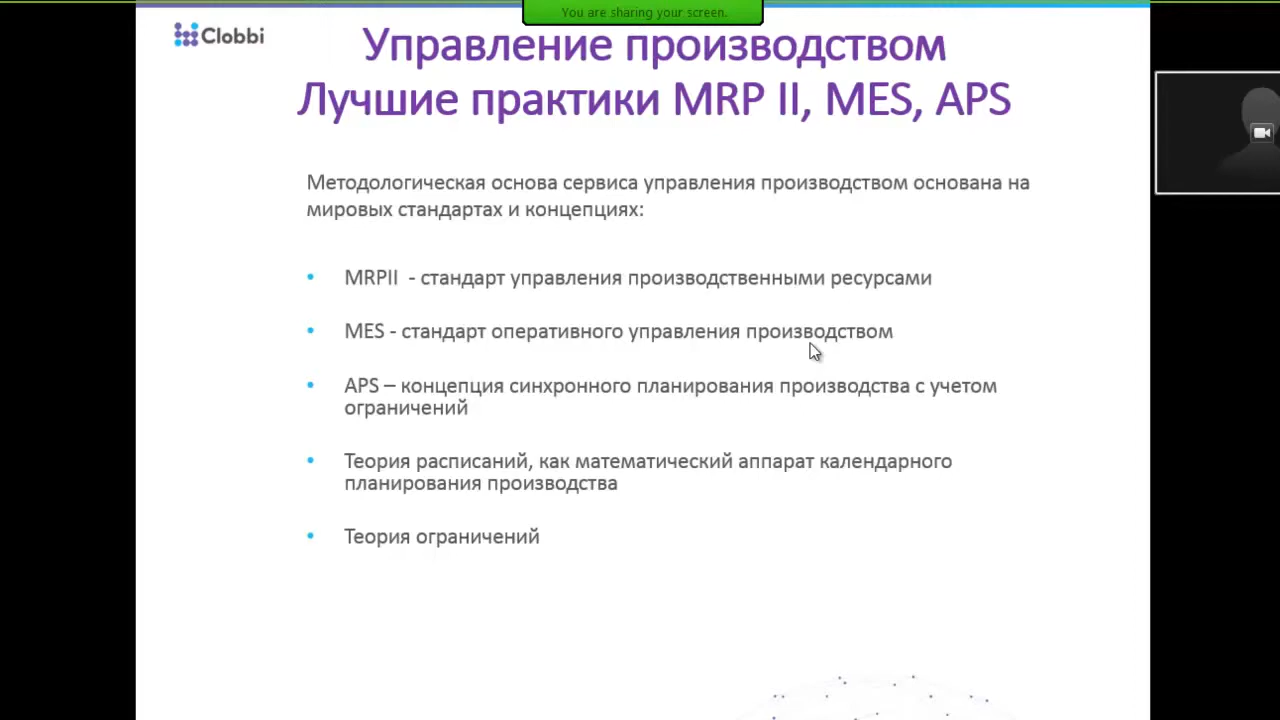 You are sharing your screen.
Clobbi
Управление производством
Лучшие практики MRP II, MES, APS
Методологическая основа сервиса управления производством основана на
мировых стандартах и концепциях:
• MRPII - стандарт управления производственными ресурсами
• MES - стандарт оперативного управления производством
• APS – концепция синхронного планирования производства с учетом
ограничений
• Теория расписаний, как математический аппарат календарного
планирования производства
• Теория ограничений